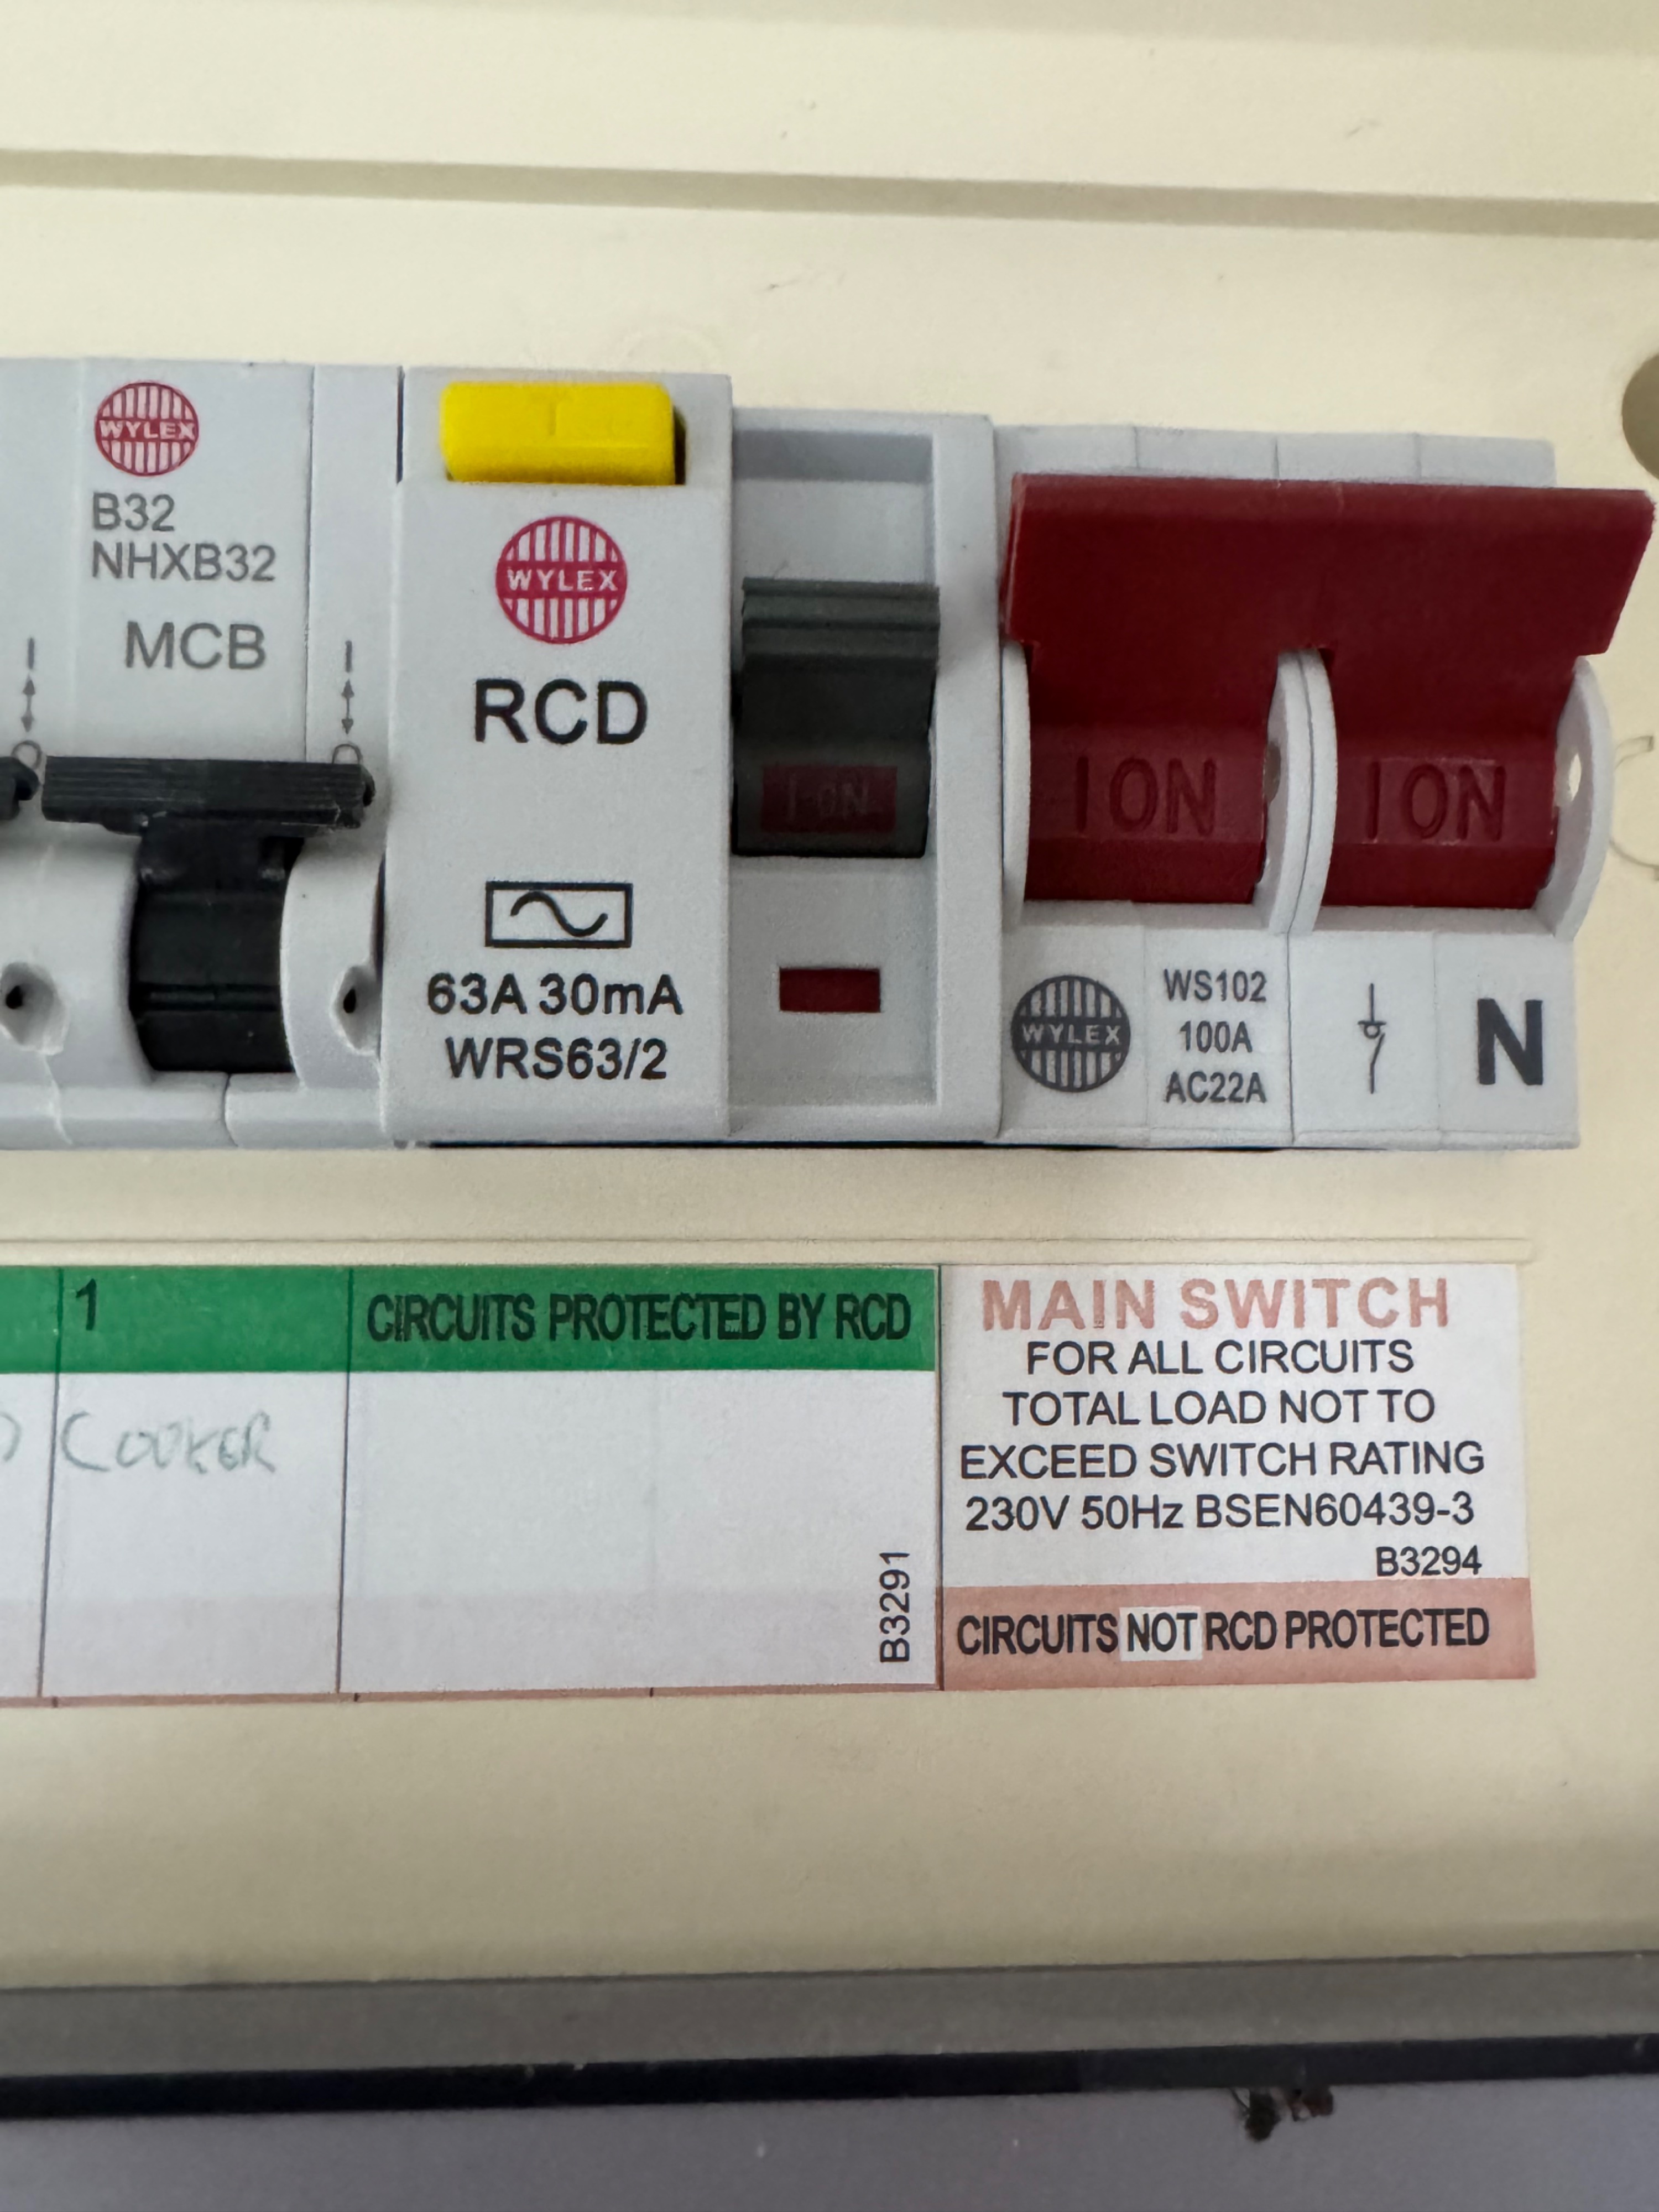 WYLEX
B32
NHXB32
MCB
WYLEX
RCD
63A 30mA
WRS63/2
I ON
I ON
I ON
WYLEX
WS102
100A
AC22A
N
1
CIRCUITS PROTECTED BY RCD
COOKER
B3291
MAIN SWITCH
FOR ALL CIRCUITS
TOTAL LOAD NOT TO
EXCEED SWITCH RATING
230V 50Hz BSEN60439-3
B3294
CIRCUITS NOT RCD PROTECTED